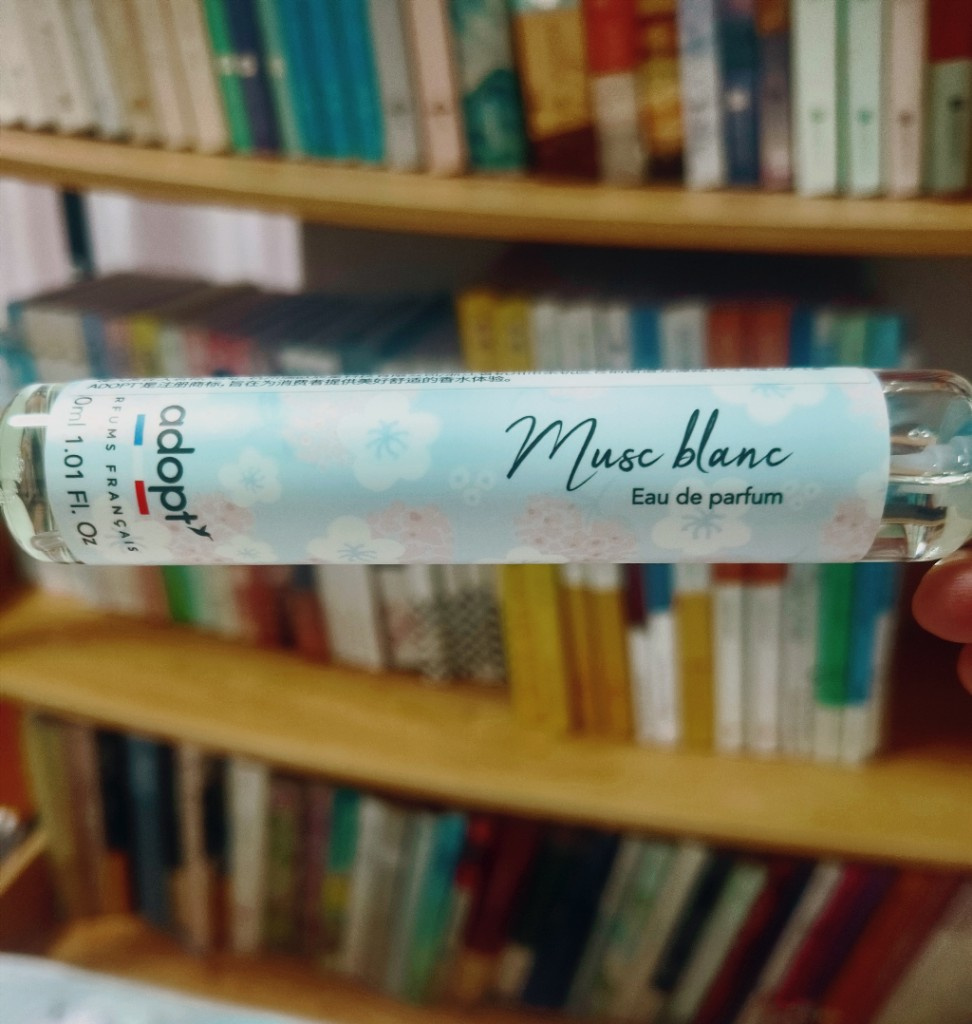 ADOPT'是注册商标，旨在为消费者提供美好舒适的香水体验。
adopt
RFUMS FRANÇAIS
0ml 1.01 Fl. Oz
Musc blanc
Eau de parfum